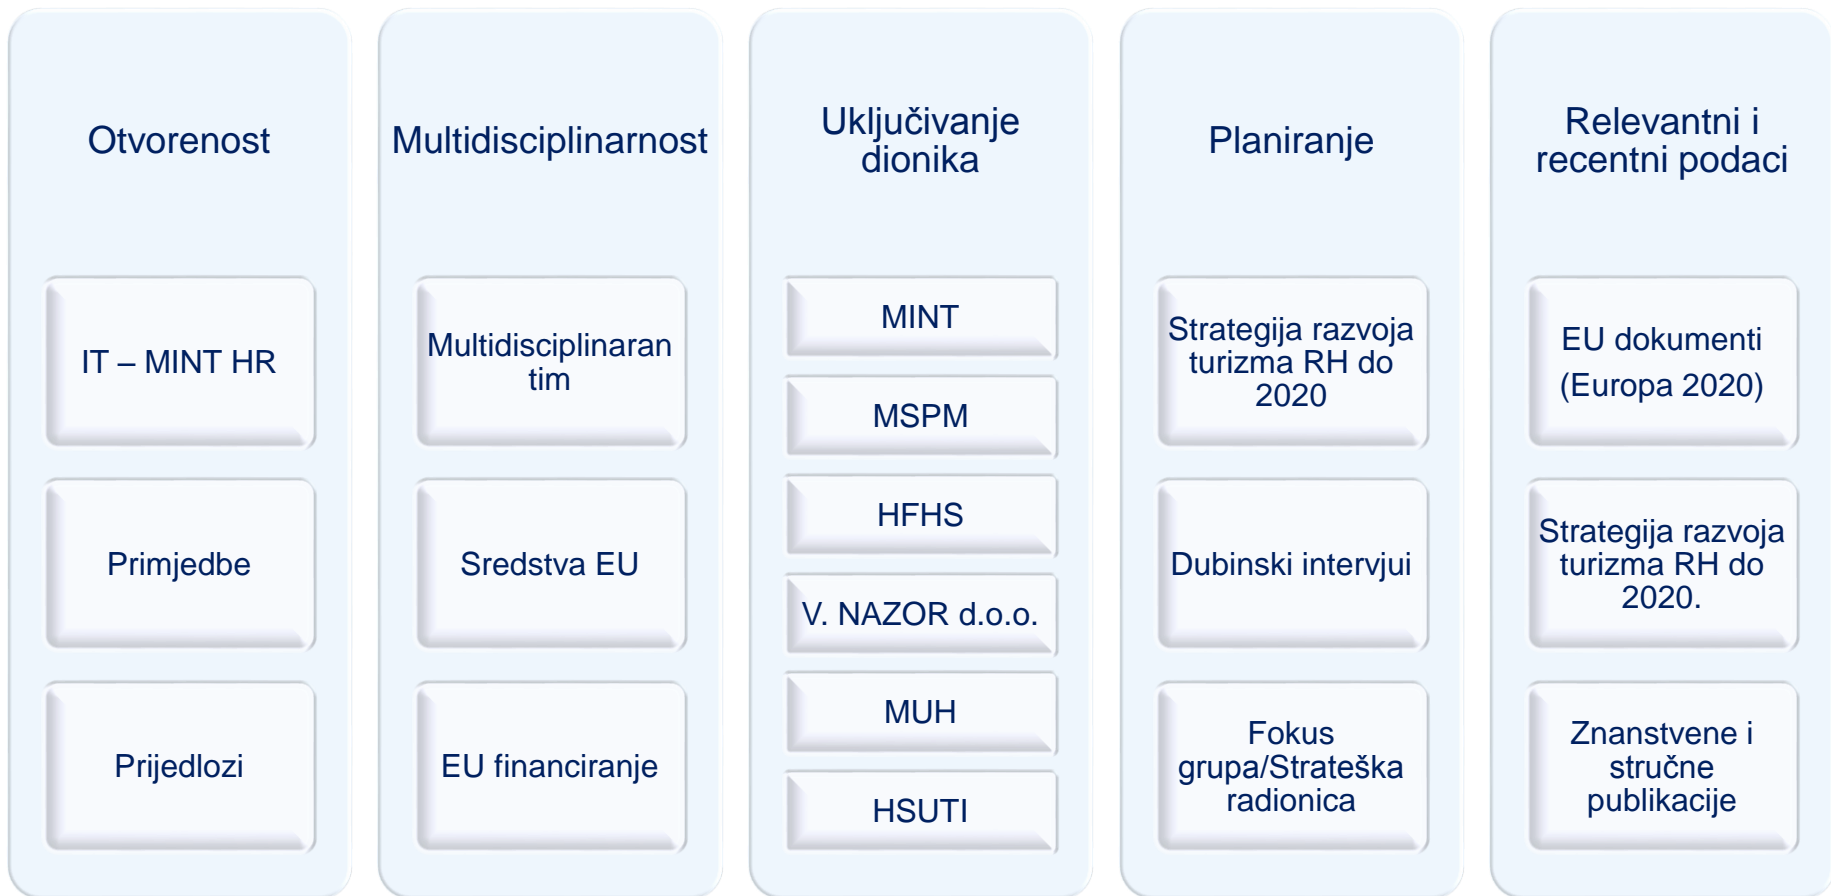 Otvorenost
IT – MINT HR
Primjedbe
Prijedlozi
Multidisciplinarnost
Multidisciplinaran
tim
Sredstva EU
EU financiranje
Uključivanje
dionika
MINT
MSPM
HFHS
V. NAZOR d.o.o.
MUH
HSUTI
Planiranje
Strategija razvoja
turizma RH do
2020
Dubinski intervjui
Fokus
grupa/Strateška
radionica
Relevantni i
recentni podaci
EU dokumenti
(Europa 2020)
Strategija razvoja
turizma RH do
2020.
Znanstvene i
stručne
publikacije